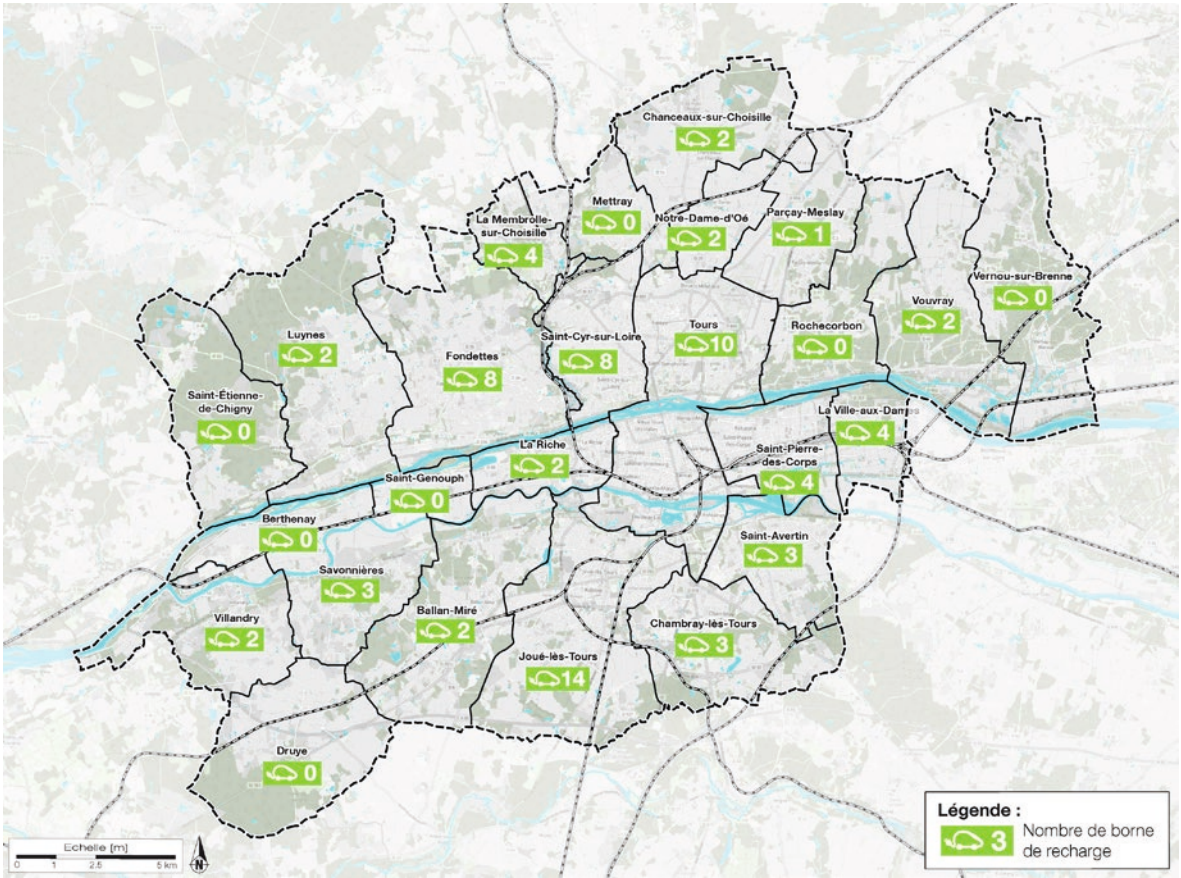 Chanceaux-sur-Choisille
2
Mettray
0
La Membrolle-
sur-Choisille
4
Notre-Dame-d'Oé
2
Parçay-Meslay
1
Vernou-sur-Brenne
0
Vouvray
2
Luynes
2
Fondettes
8
Saint-Cyr-sur-Loire
8
Tours
10
Rochecorbon
0
Saint-Étienne-
de-Chigny
0
La Ville-aux-Dames
4
La Riche
2
Saint-Pierre-
des-Corps
4
Saint-Genouph
0
Berthenay
0
Saint-Avertin
3
Savonnières
3
Villandry
2
Ballan-Miré
2
Chambray-lès-Tours
3
Joué-lès-Tours
14
Druye
0
Légende :
3 Nombre de borne
de recharge
Echelle [m]
0 1 2.5 5 km
N